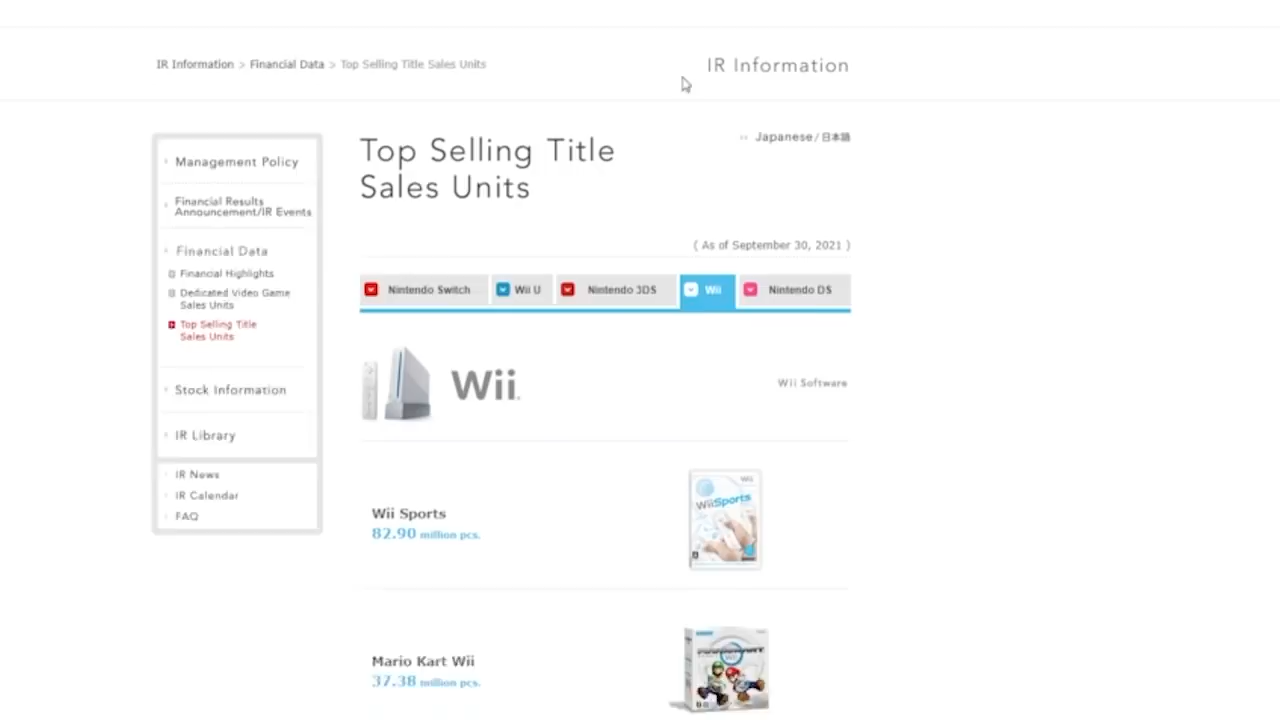 IR Information > Financial Data > Top Selling Title Sales Units
IR Information
Management Policy
Financial Results
Announcement/IR Events
Financial Data
Financial Highlights
Dedicated Video Game
Sales Units
Top Selling Title
Sales Units
Stock Information
IR Library
IR News
IR Calendar
FAQ
Top Selling Title
Sales Units
Japanese / 日本語
( As of September 30, 2021 )
Nintendo Switch Wii U Nintendo 3DS Wii Nintendo DS
Wii
Wii Software
Wii Sports
82.90 million pcs.
Wii
Wii Sports
Mario Kart Wii
37.38 million pcs.